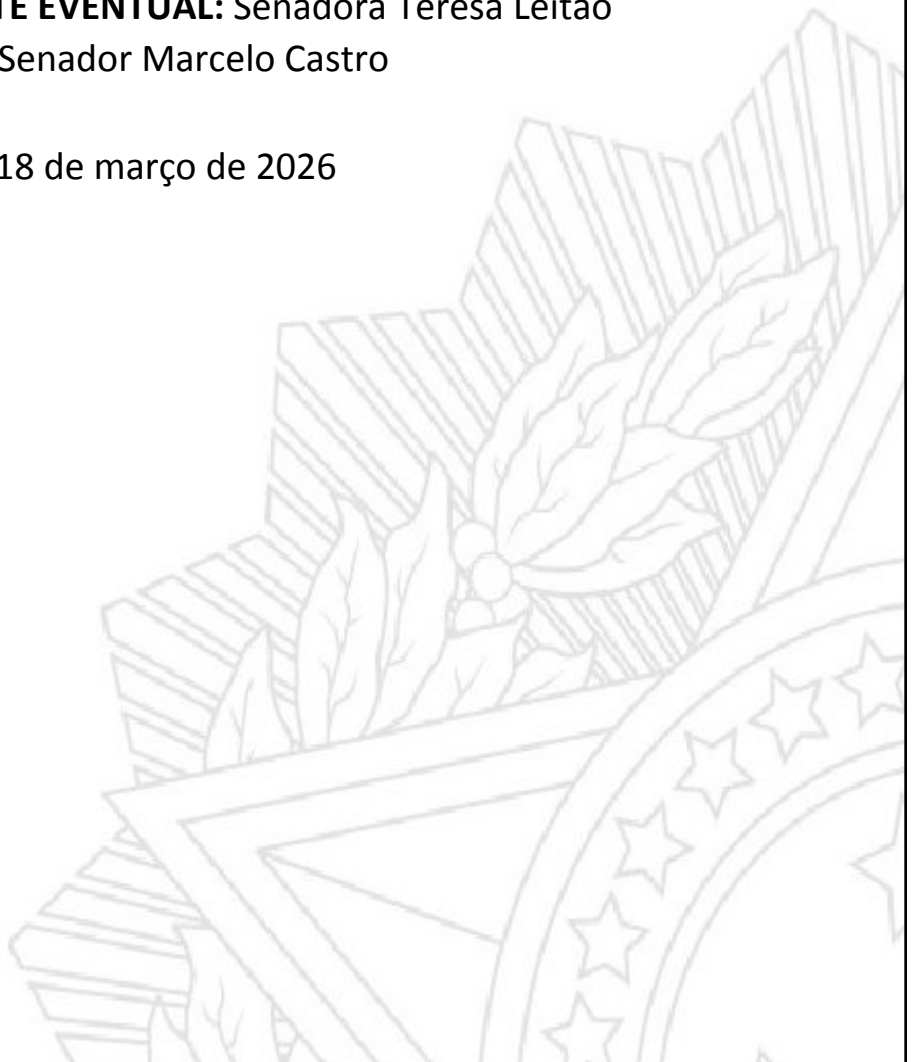 TE EVENTUAL: Senadora Teresa Leitão
Senador Marcelo Castro
18 de março de 2026